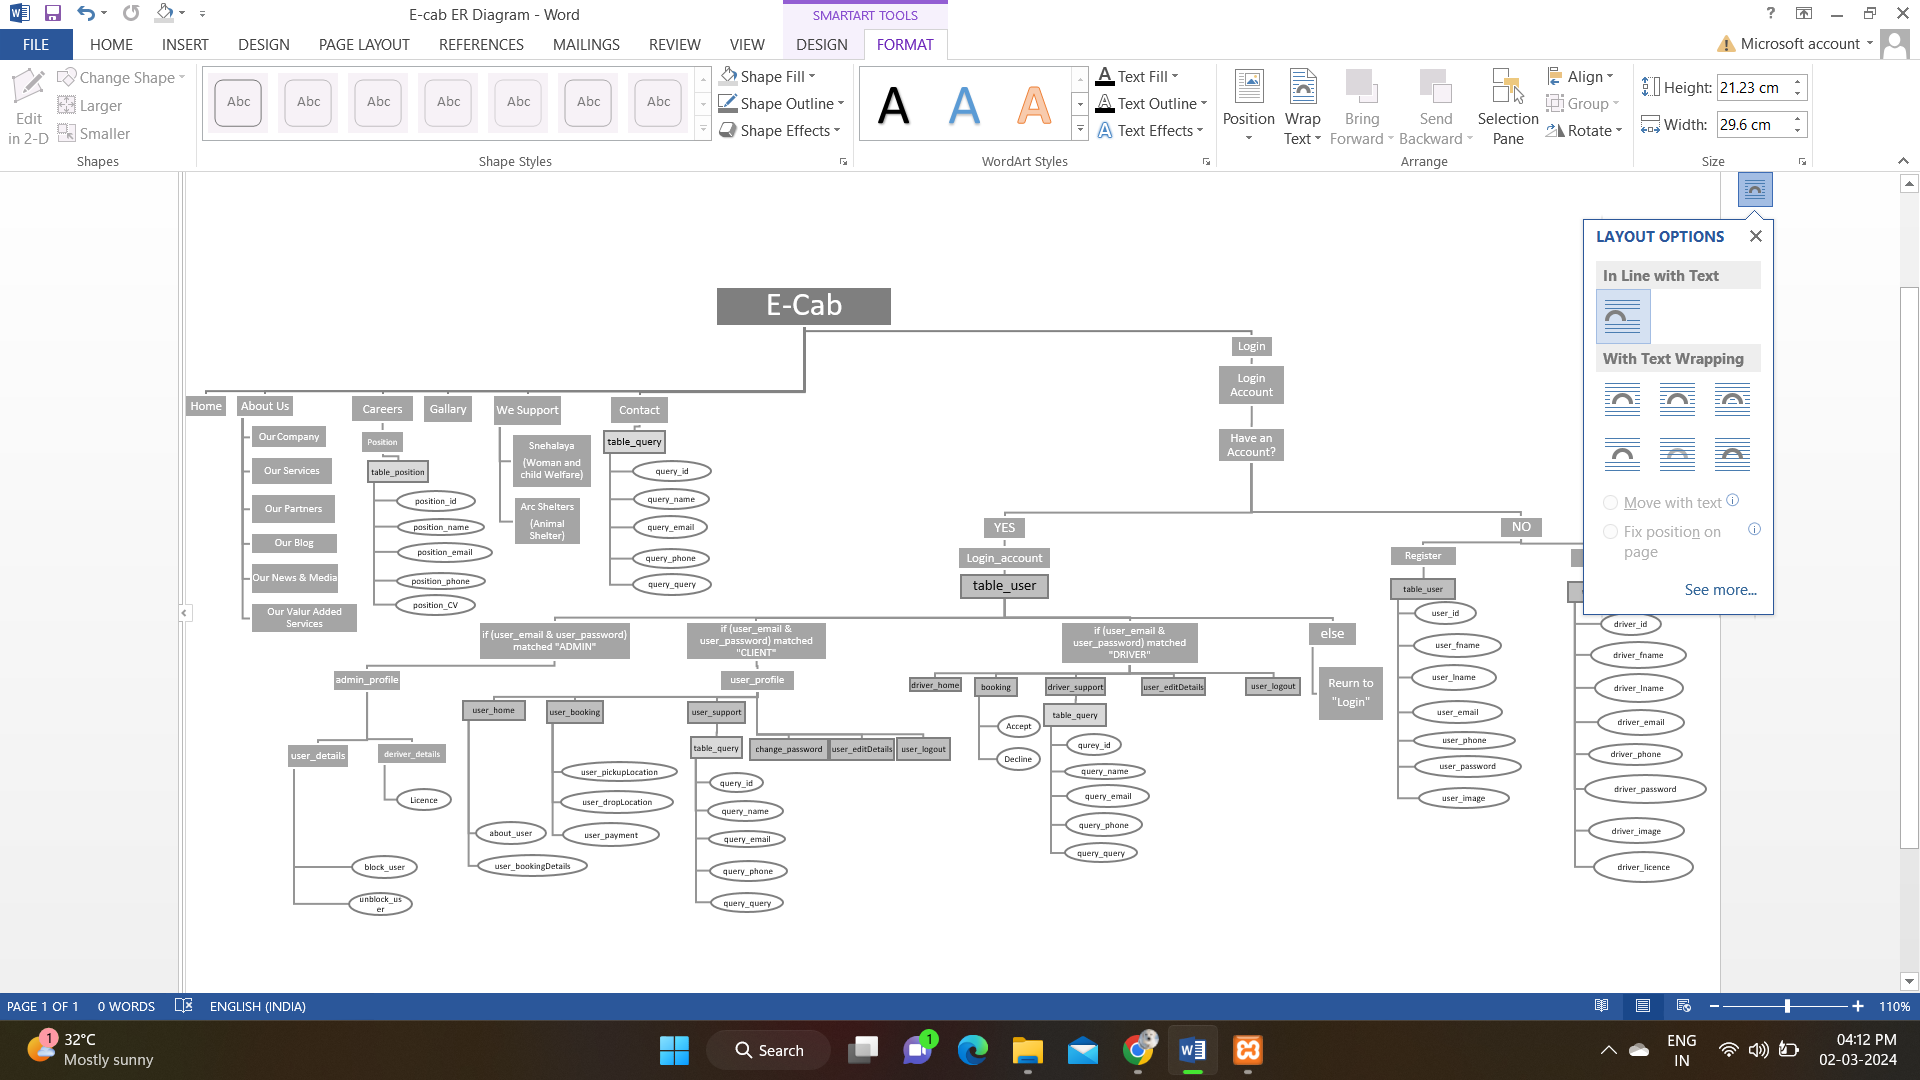 E-cab ER Diagram - Word
SMARTART TOOLS
?
FILE
HOME
INSERT
DESIGN
PAGE LAYOUT
REFERENCES
MAILINGS
REVIEW
VIEW
DESIGN
FORMAT
Microsoft account
Edit
in 2-D
Change Shape
Larger
Smaller
Shapes
Abc
Abc
Abc
Abc
Abc
Abc
Abc
Shape Fill
Shape Outline
Shape Effects
Shape Styles
A
A
A
Text Fill
Text Outline
Text Effects
WordArt Styles
Position
Wrap
Text
Bring
Forward
Send
Backward
Selection
Pane
Align
Group
Rotate
Arrange
Height:
21.23 cm
Width:
29.6 cm
Size
LAYOUT OPTIONS
In Line with Text
With Text Wrapping
Move with text
Fix position on
page
See more...
E-Cab
Home
About Us
Our Company
Our Services
Our Partners
Our Blog
Our News & Media
Our Valur Added
Services
Careers
Position
table_position
position_id
position_name
position_email
position_phone
position_CV
Gallary
We Support
Snehalaya
(Woman and
child Welfare)
Arc Shelters
(Animal
Shelter)
Contact
table_query
query_id
query_name
query_email
query_phone
query_query
Login
Login
Account
Have an
Account?
YES
Login_account
table_user
if (user_email & user_password)
matched "ADMIN"
admin_profile
user_details
block_user
unblock_us
er
deriver_details
Licence
if (user_email &
user_password) matched
"CLIENT"
user_profile
user_home
about_user
user_bookingDetails
user_booking
user_pickupLocation
user_dropLocation
user_payment
user_support
table_query
query_id
query_name
query_email
query_phone
query_query
change_password
user_editDetails
user_logout
if (user_email &
user_password) matched
"DRIVER"
driver_home
booking
Accept
Decline
driver_support
table_query
qurey_id
query_name
query_email
query_phone
query_query
user_editDetails
user_logout
else
Reurn to
"Login"
NO
Register
table_user
user_id
user_fname
user_lname
user_email
user_phone
user_password
user_image
driver_id
driver_fname
driver_lname
driver_email
driver_phone
driver_password
driver_image
driver_licence
PAGE 1 OF 1
0 WORDS
ENGLISH (INDIA)
110%
1
32°C
Mostly sunny
Search
1
ENG
IN
04:12 PM
02-03-2024